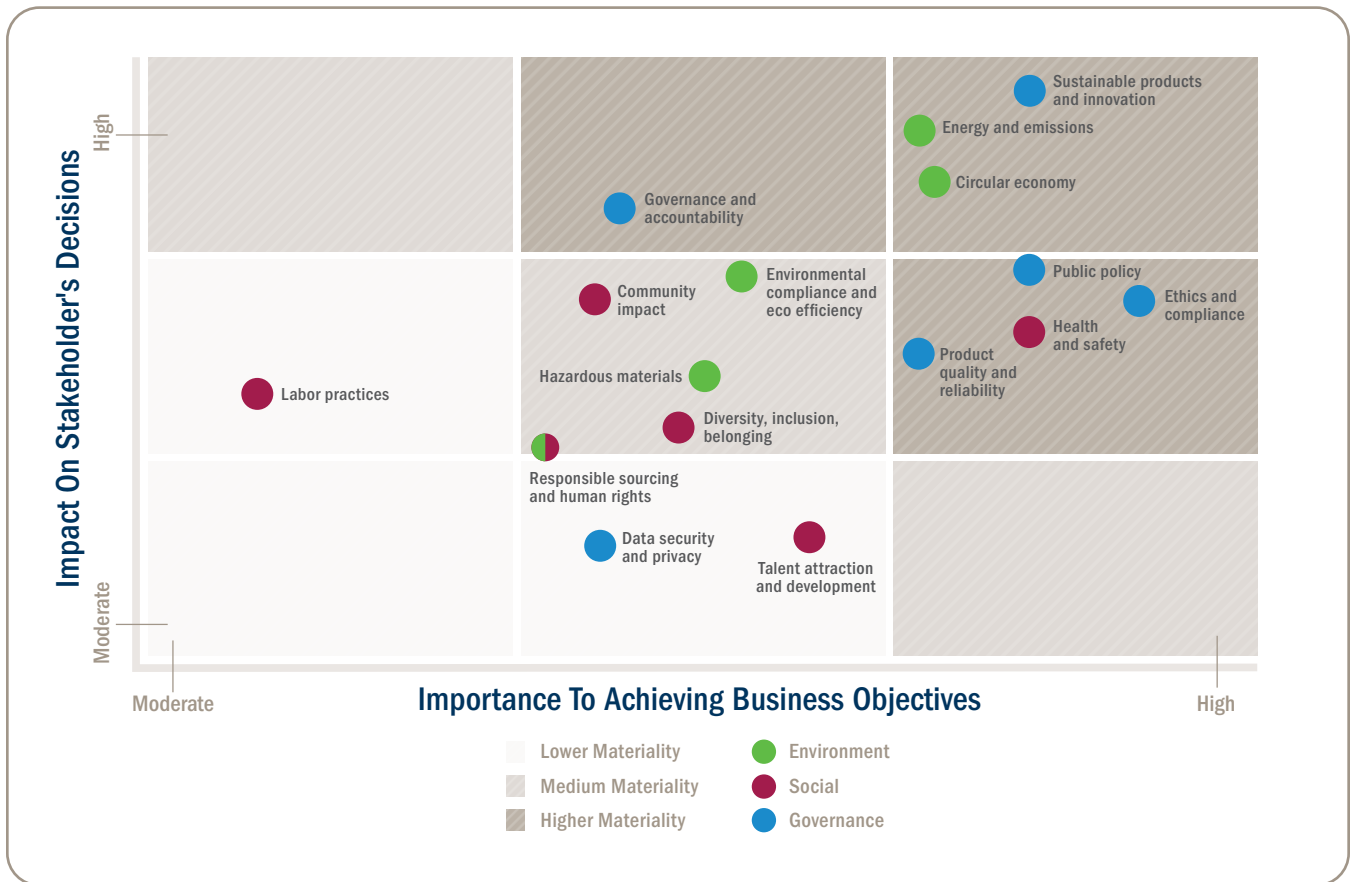 Impact On Stakeholder's Decisions
High
Moderate
Sustainable products
and innovation
Energy and emissions
Circular economy
Governance and
accountability
Public policy
Ethics and
compliance
Health
and safety
Product
quality and
reliability
Environmental
compliance and
eco efficiency
Community
impact
Hazardous materials
Diversity, inclusion,
belonging
Labor practices
Responsible sourcing
and human rights
Data security
and privacy
Talent attraction
and development
Moderate
Importance To Achieving Business Objectives
High
Lower Materiality
Medium Materiality
Higher Materiality
Environment
Social
Governance